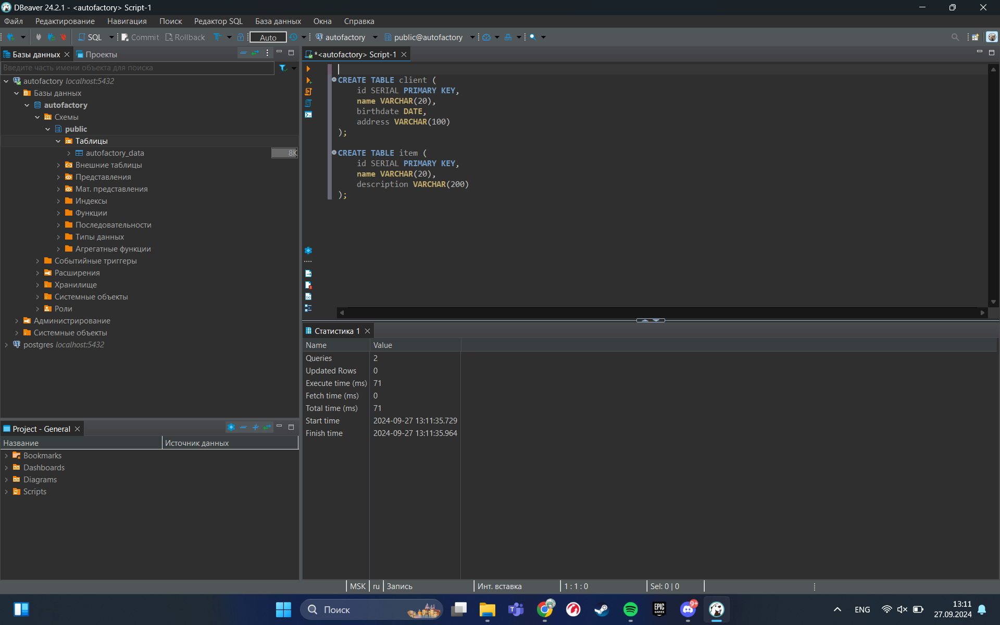 DBeaver 24.2.1 - <autofactory> Script-1
Файл Редактирование Навигация Поиск Редактор SQL База данных Окна Справка
SQL Commit Rollback Auto autofactory public@autofactory
Базы данных Проекты
Введите часть имени объекта для поиска
autofactory localhost:5432
Базы данных
autofactory
Схемы
public
Таблицы
autofactory_data 8K
Внешние таблицы
Представления
Мат. представления
Индексы
Функции
Последовательности
Типы данных
Агрегатные функции
Событийные триггеры
Расширения
Хранилище
Системные объекты
Роли
Администрирование
Системные объекты
postgres localhost:5432
Project - General
Название Источник данных
Bookmarks
Dashboards
Diagrams
Scripts
*<autofactory> Script-1
CREATE TABLE client (
id SERIAL PRIMARY KEY,
name VARCHAR(20),
birthdate DATE,
address VARCHAR(100)
);
CREATE TABLE item (
id SERIAL PRIMARY KEY,
name VARCHAR(20),
description VARCHAR(200)
);
Статистика 1
Name Value
Queries 2
Updated Rows 0
Execute time (ms) 71
Fetch time (ms) 0
Total time (ms) 71
Start time 2024-09-27 13:11:35.729
Finish time 2024-09-27 13:11:35.964
MSK ru Запись Инт. вставка 1 : 1 : 0 Sel: 0 | 0
Поиск
EPIC
GAMES
9+
ENG
13:11
27.09.2024